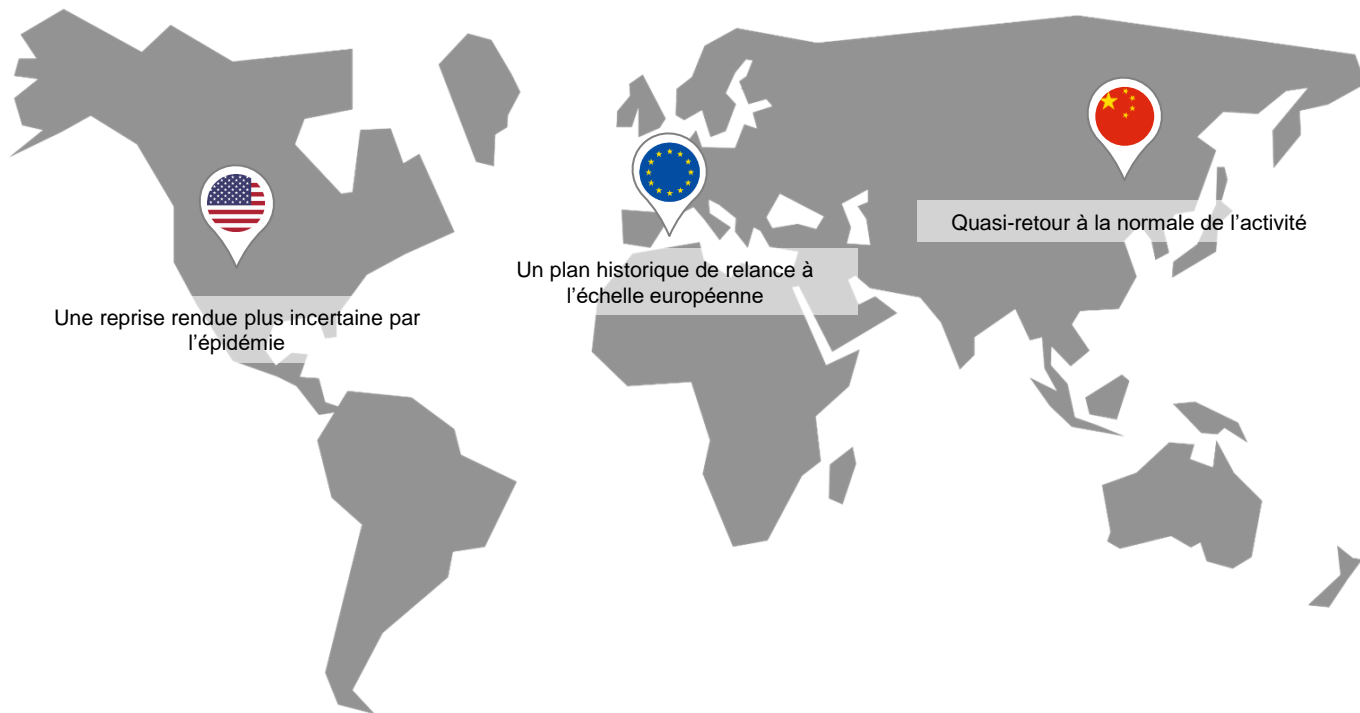 Une reprise rendue plus incertaine par
l’épidémie
Un plan historique de relance à
l’échelle européenne
Quasi-retour à la normale de l’activité